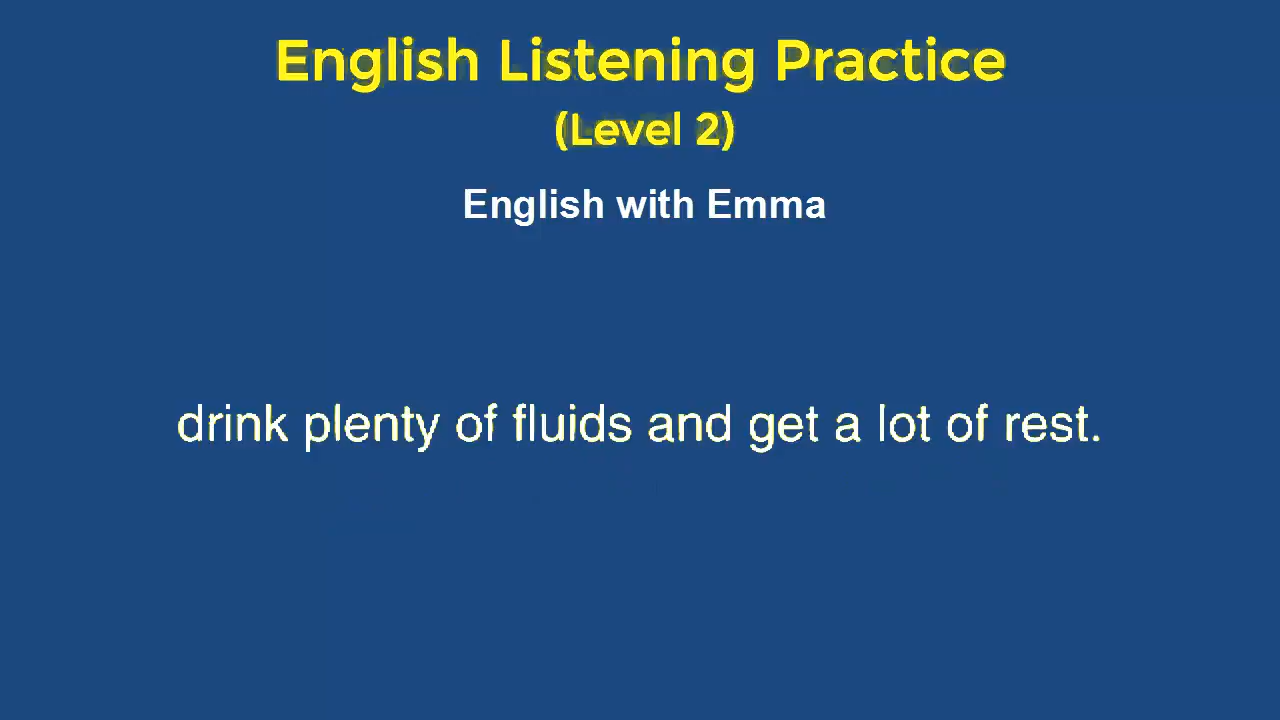 English Listening Practice
(Level 2)
English with Emma
drink plenty of fluids and get a lot of rest.